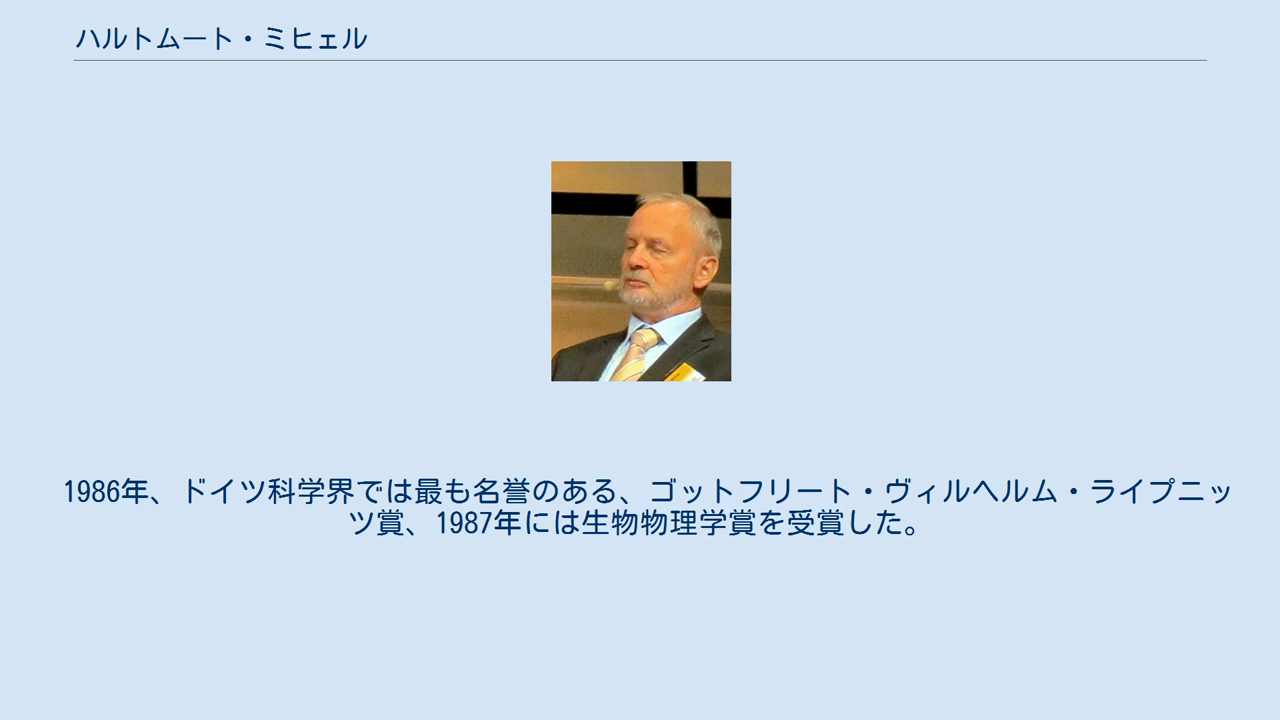 ハルトムート・ミヒェル
1986年、ドイツ科学界では最も名誉のある、ゴットフリート・ヴィルヘルム・ライプニッ
ツ賞、1987年には生物物理学賞を受賞した。